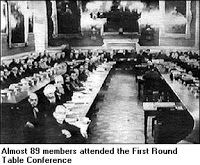 Almost 89 members attended the First Round
Table Conference